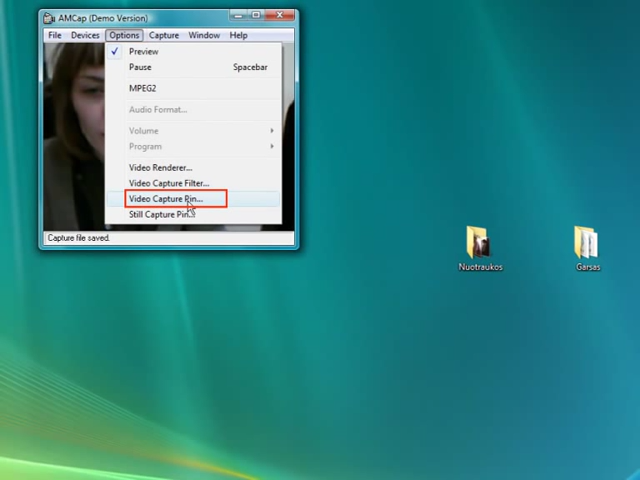 AMCap (Demo Version)
File Devices Options Capture Window Help
Preview
Pause Spacebar
MPEG2
Audio Format...
Volume
Program
Video Renderer...
Video Capture Filter...
Video Capture Pin...
Still Capture Pin...
Capture file saved.
Nuotraukos
Garsas